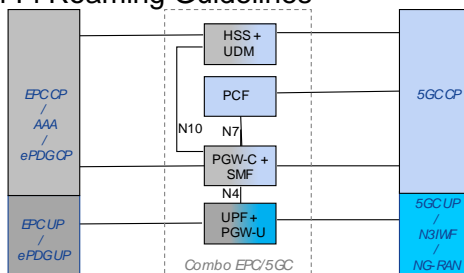 Roaming Guidelines
HSS +
UDM
EPC CP
/
AAA
/
ePDG CP
PCF
5GC CP
N10
N7
PGW-C +
SMF
N4
EPC UP
/
ePDG UP
UPF +
PGW-U
5GC UP
/
N3IWF
/
NG-RAN
Combo EPC/5GC